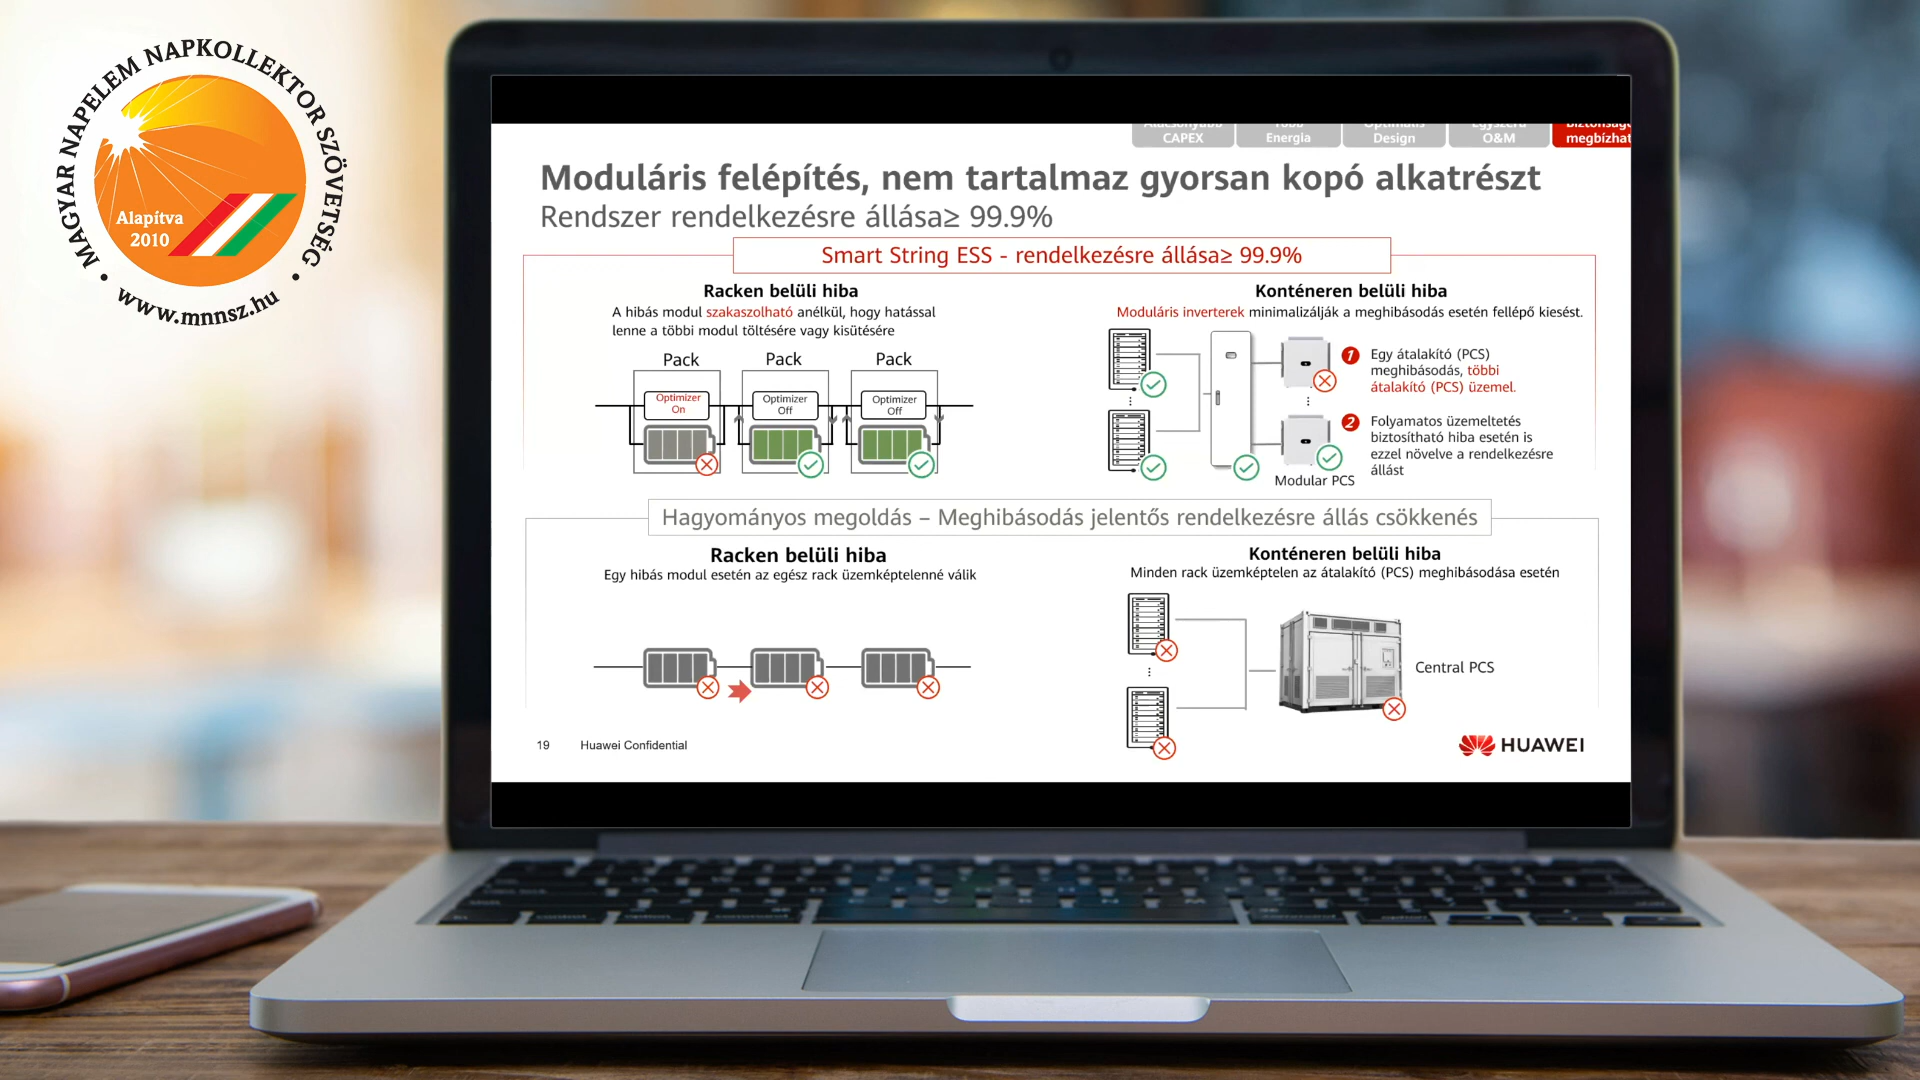 MAGYAR NAPELEM NAPKOLLEKTOR SZÖVETSÉG
Alapítva
2010
www.mnnsz.hu
CAPEX
Energia
Design
O&M
Moduláris felépítés, nem tartalmaz gyorsan kopó alkatrészt
Rendszer rendelkezésre állása≥ 99.9%
Smart String ESS - rendelkezésre állása≥ 99.9%
Racken belüli hiba
A hibás modul szakaszolható anélkül, hogy hatással
lenne a többi modul töltésére vagy kisütésére
Pack
Pack
Pack
Optimizer
On
Optimizer
Off
Optimizer
Off
Konténeren belüli hiba
Moduláris inverterek minimalizálják a meghibásodás esetén fellépő kiesést.
1
Egy átalakító (PCS)
meghibásodás, többi
átalakító (PCS) üzemel.
2
Folyamatos üzemeltetés
biztosítható hiba esetén is
ezzel növelve a rendelkezésre
állást
Modular PCS
Hagyományos megoldás – Meghibásodás jelentős rendelkezésre állás csökkenés
Racken belüli hiba
Egy hibás modul esetén az egész rack üzemképtelenné válik
Konténeren belüli hiba
Minden rack üzemképtelen az átalakító (PCS) meghibásodása esetén
Central PCS
19
Huawei Confidential
HUAWEI